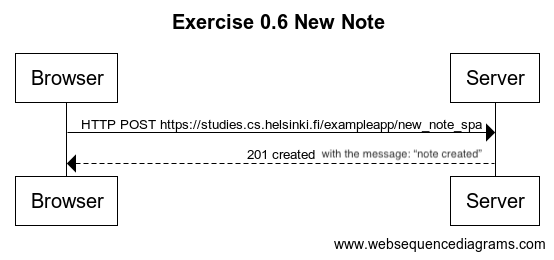 Exercise 0.6 New Note
Browser Server
HTTP POST https://studies.cs.helsinki.fi/exampleapp/new_note_spa
201 created with the message: “note created”
Browser Server
www.websequencediagrams.com